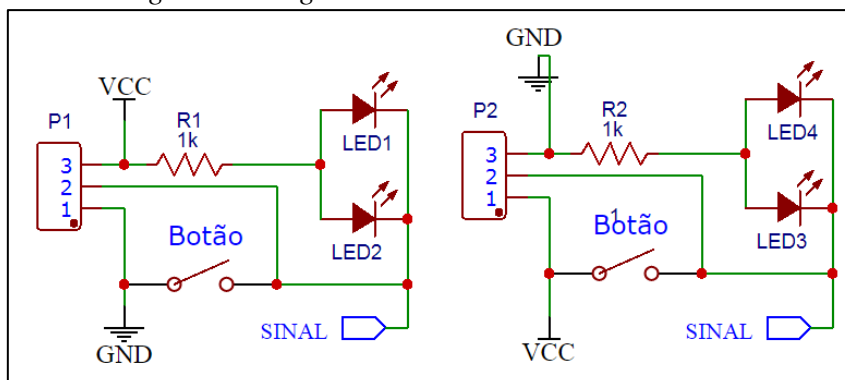 VCC
P1
R1
1k
3
2
1
LED1
LED2
Botão
SINAL
GND
GND
P2
R2
1k
3
2
1
LED4
LED3
1
Botão
SINAL
VCC